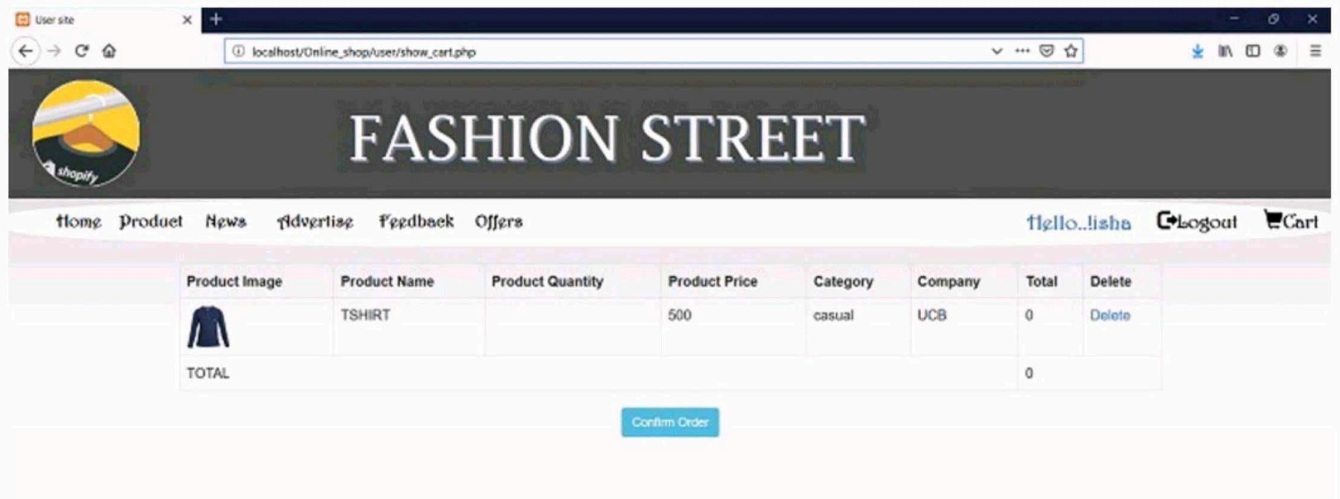 User site
localhost/Online_shop/user/show_cart.php
shopify
FASHION STREET
Home Product News Advertise Feedback Offers Hello..!isha Logout Cart
Product Image Product Name Product Quantity Product Price Category Company Total Delete
TSHIRT 500 casual UCB 0 Delete
TOTAL 0
Confirm Order